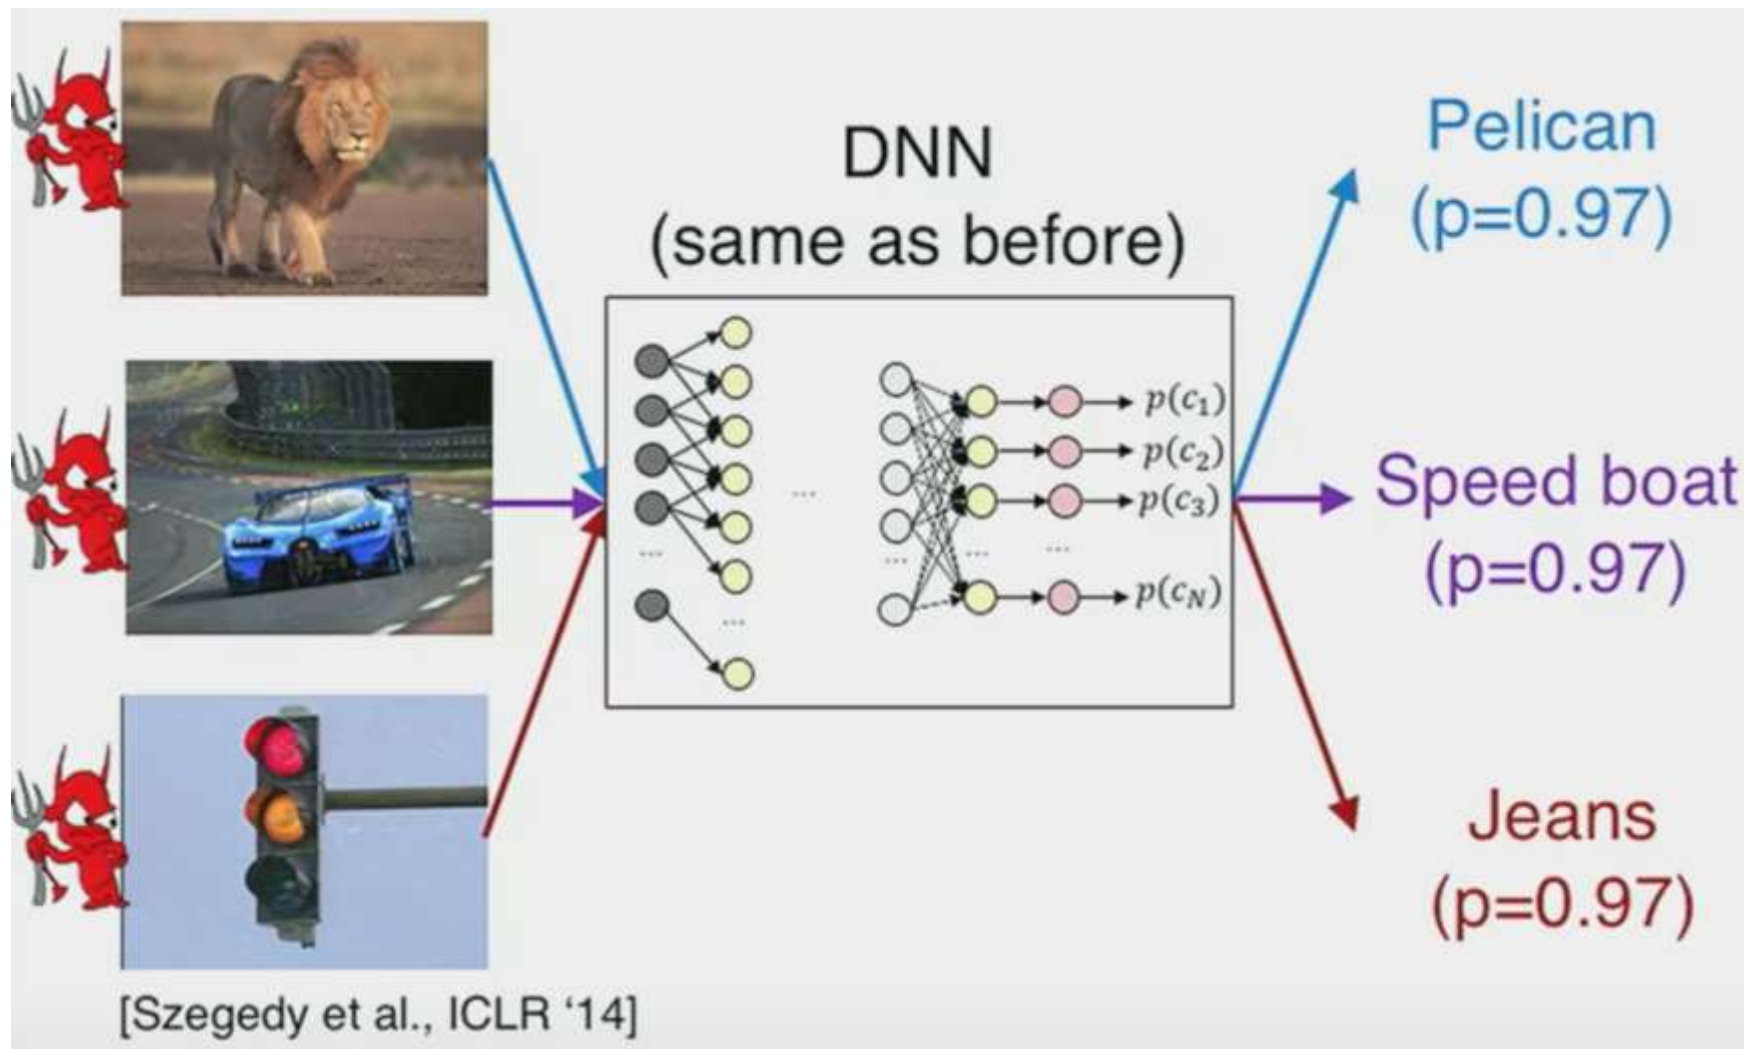 DNN
(same as before)
Pelican
(p=0.97)
...
p(c₁)
p(c₂)
...
p(c₃)
...
...
...
...
p(c_N)
...
Speed boat
(p=0.97)
Jeans
(p=0.97)
[Szegedy et al., ICLR ‘14]